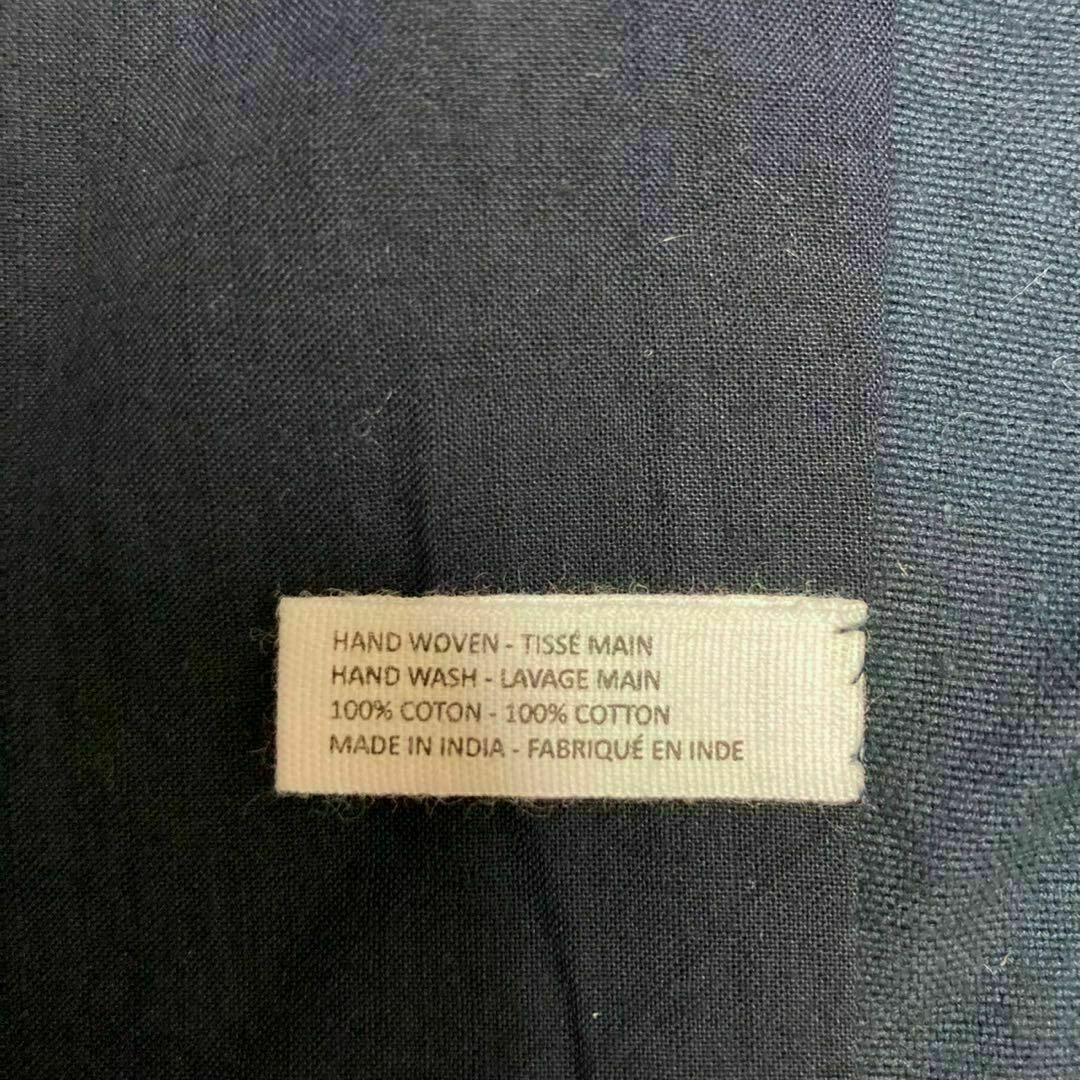 HAND WOVEN - TISSÉ MAIN
HAND WASH - LAVAGE MAIN
100% COTON - 100% COTTON
MADE IN INDIA - FABRIQUÉ EN INDE